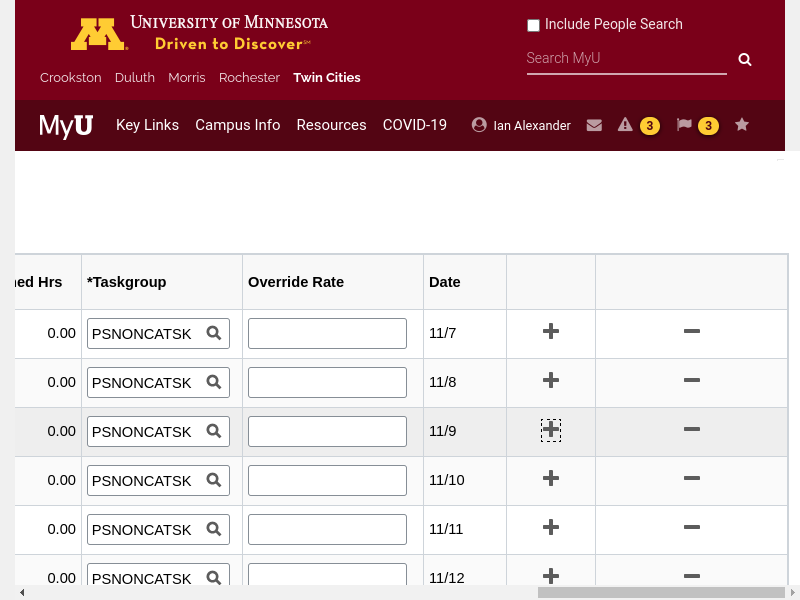 UNIVERSITY OF MINNESOTA
Driven to Discover℠
Include People Search
Search MyU
Crookston Duluth Morris Rochester Twin Cities
MyU Key Links Campus Info Resources COVID-19 Ian Alexander 3 3
ned Hrs *Taskgroup Override Rate Date
0.00 PSNONCATSK 11/7
0.00 PSNONCATSK 11/8
0.00 PSNONCATSK 11/9
0.00 PSNONCATSK 11/10
0.00 PSNONCATSK 11/11
0.00 PSNONCATSK 11/12